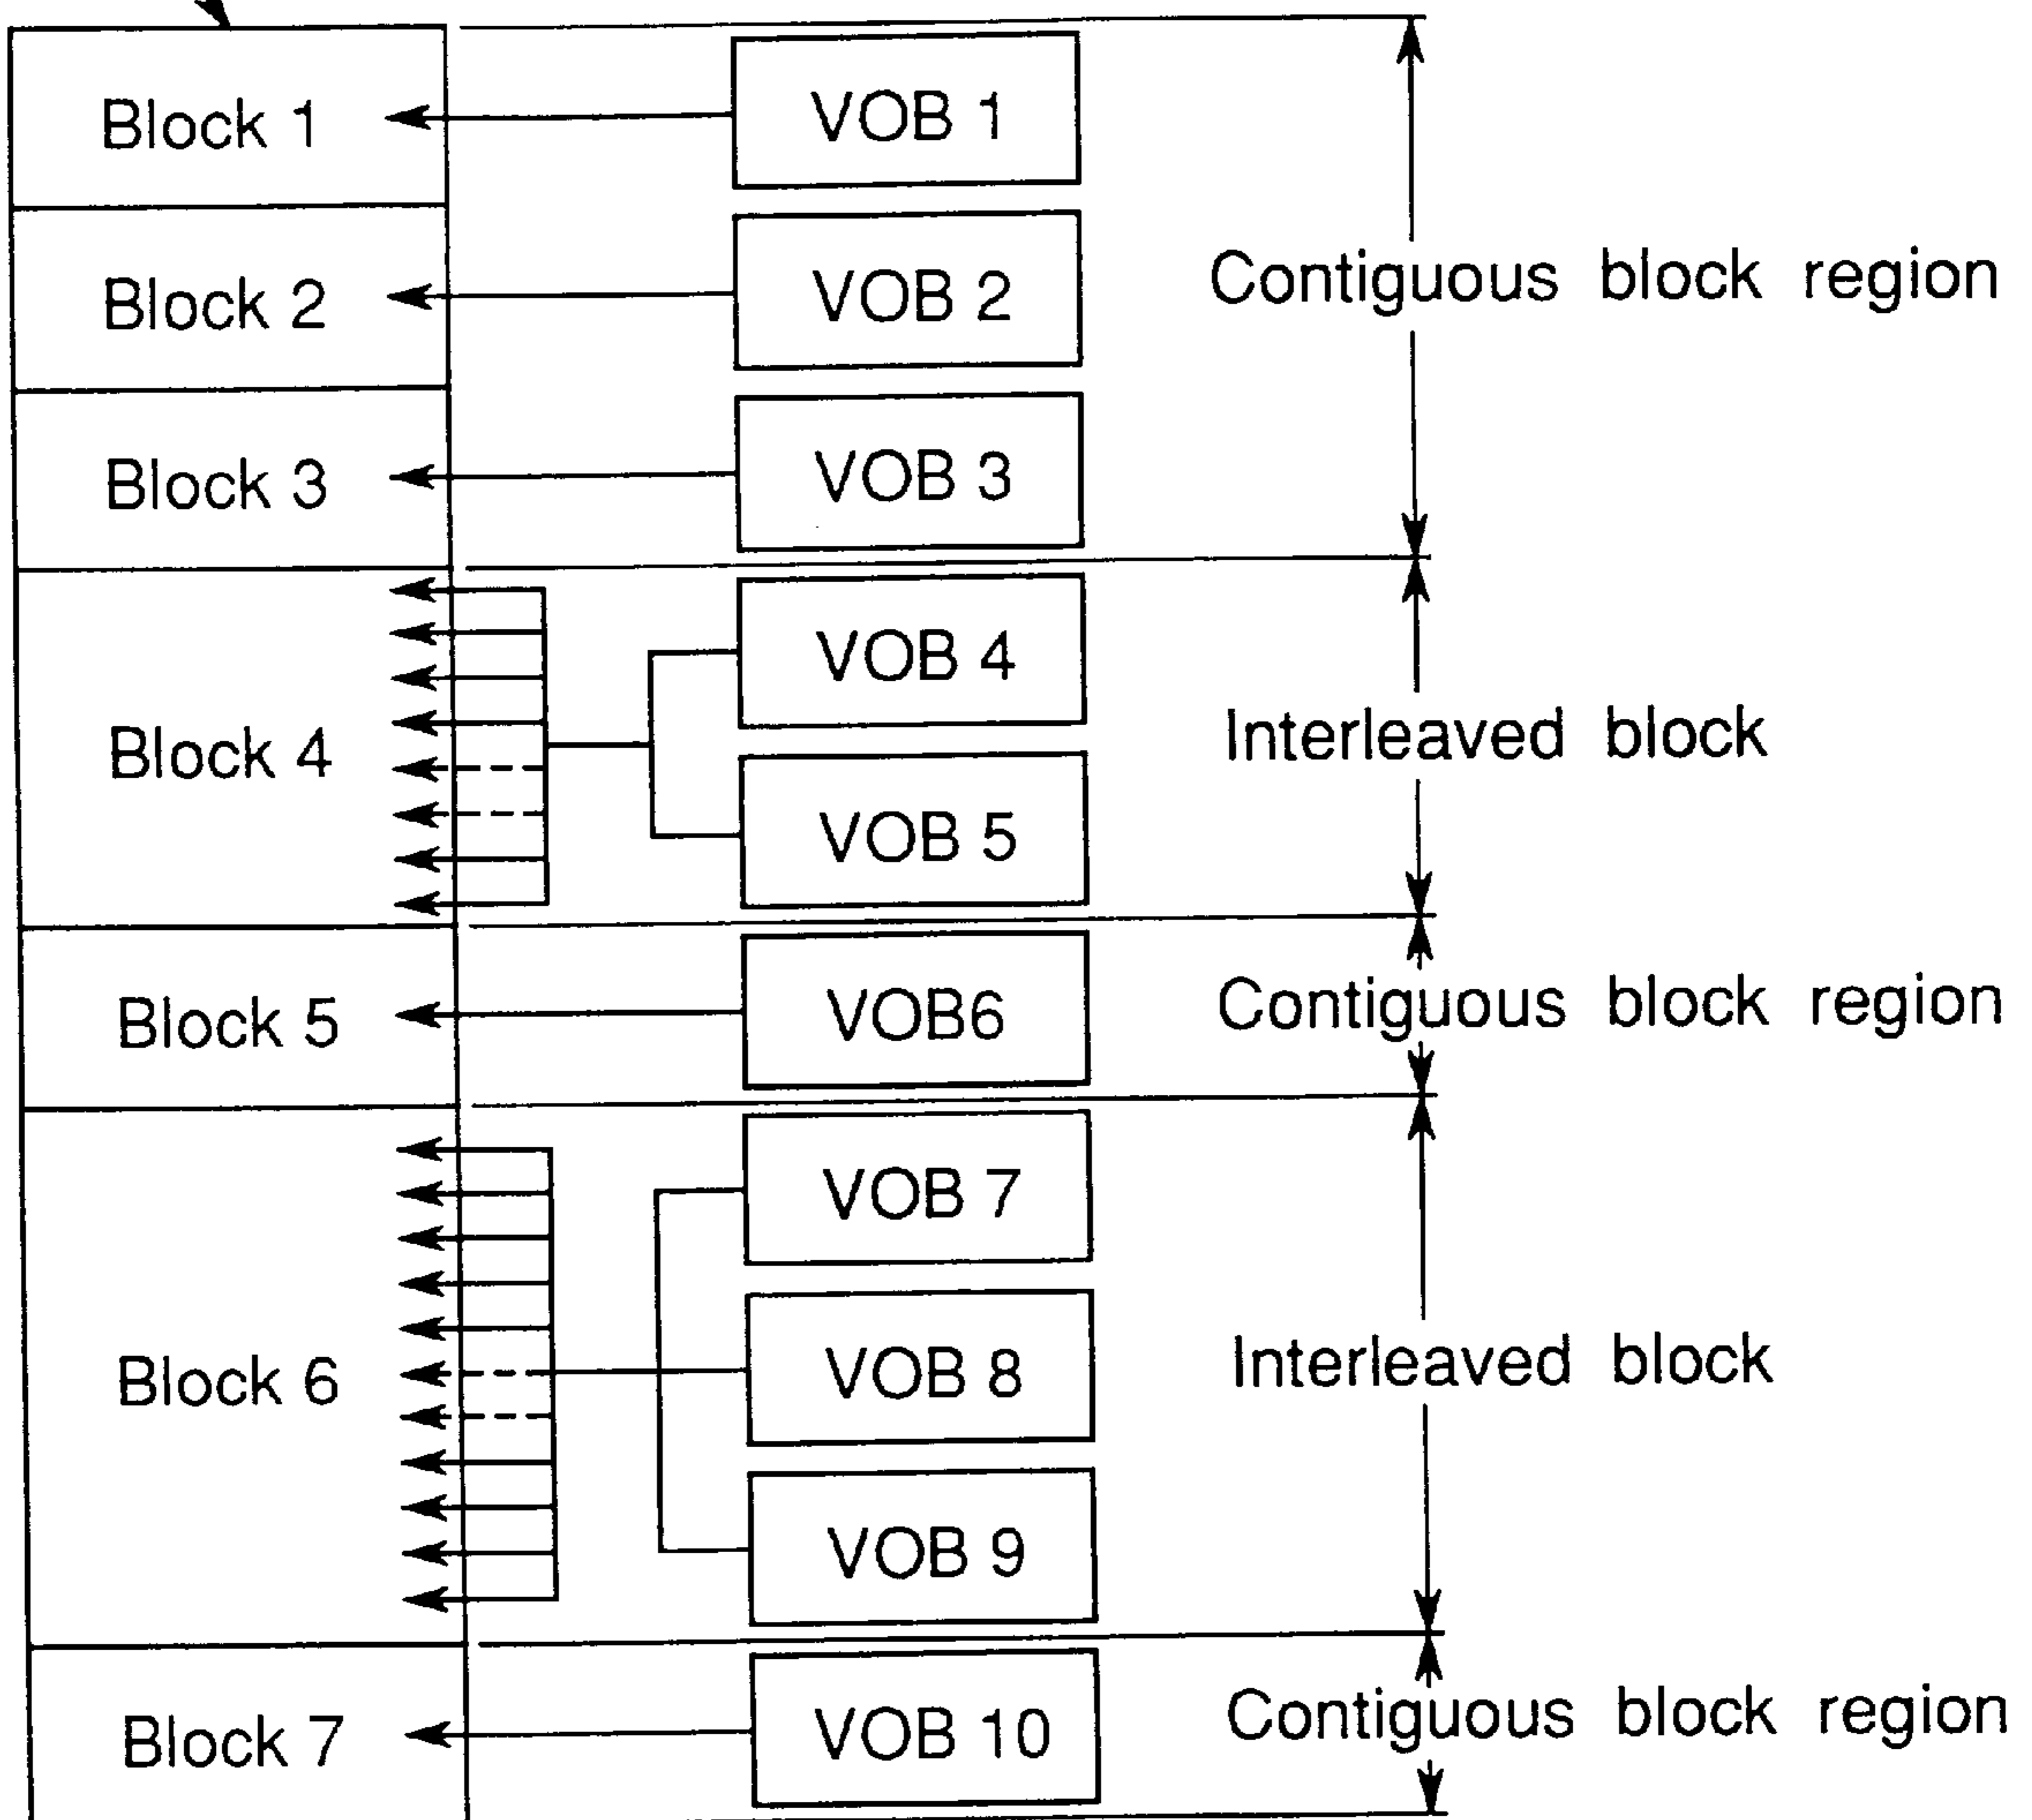 Block 1
VOB 1
Block 2
VOB 2
Contiguous block region
Block 3
VOB 3
VOB 4
Block 4
Interleaved block
VOB 5
Block 5
VOB6
Contiguous block region
VOB 7
Block 6
VOB 8
Interleaved block
VOB 9
Block 7
VOB 10
Contiguous block region